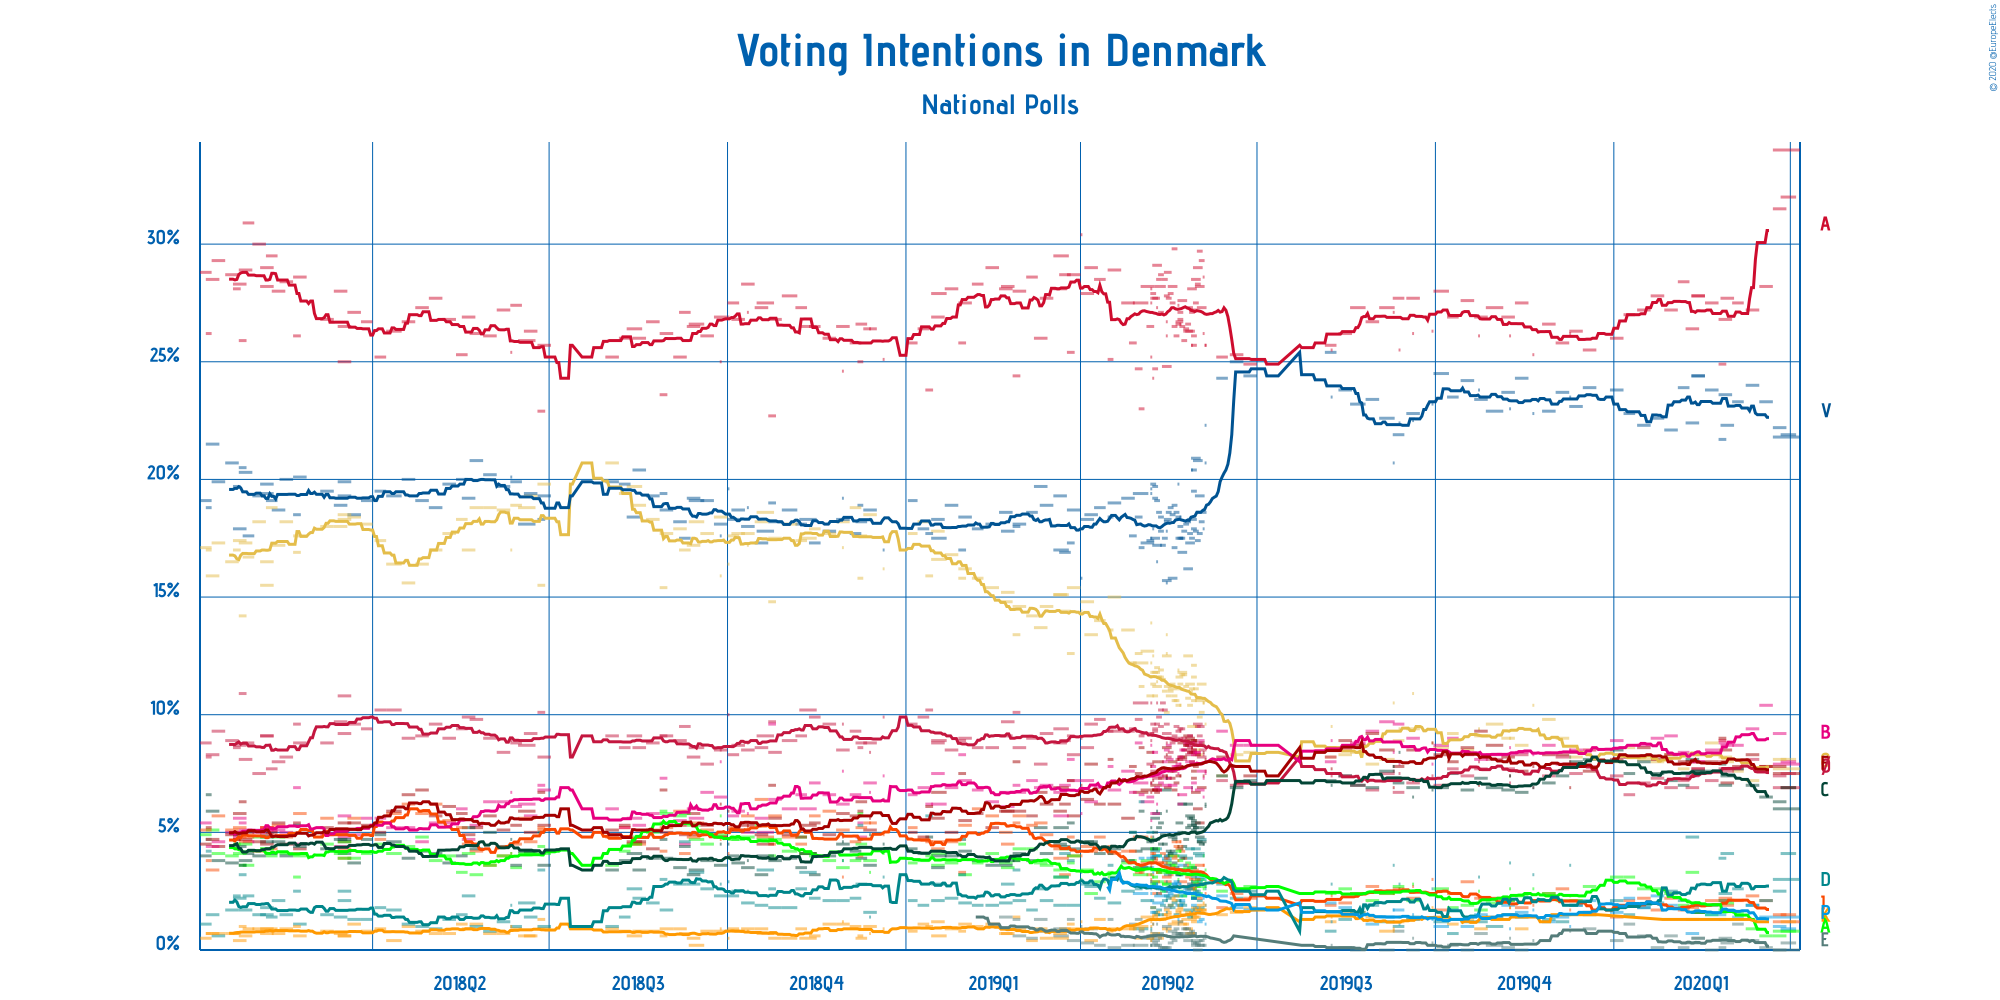 © 2020 @EuropeElects
Voting Intentions in Denmark
National Polls
30%
25%
20%
15%
10%
5%
0%
A
V
B
C
D
E
2018Q2 2018Q3 2018Q4 2019Q1 2019Q2 2019Q3 2019Q4 2020Q1